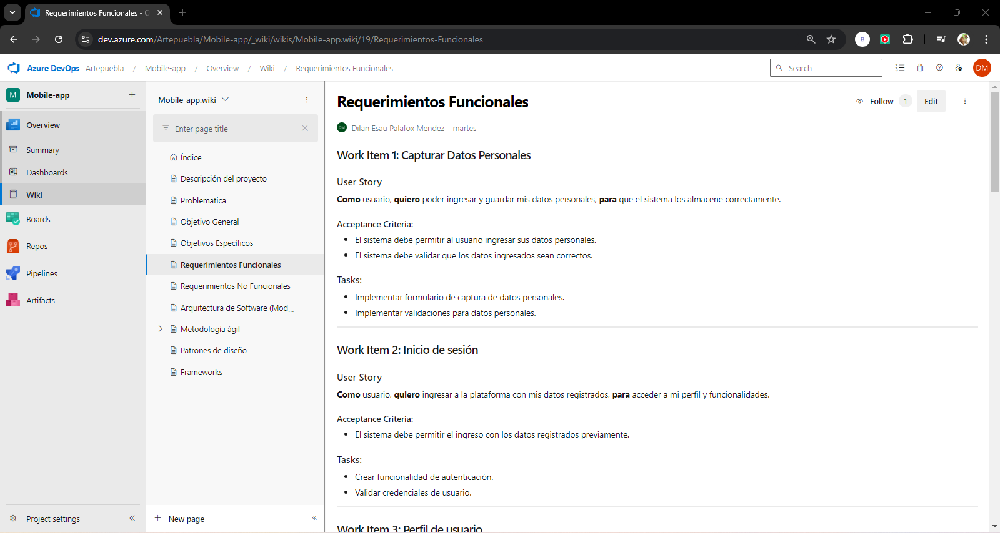 Requerimientos Funcionales - C
dev.azure.com/Artepuebla/Mobile-app/_wiki/wikis/Mobile-app.wiki/19/Requerimientos-Funcionales
B
Azure DevOps Artepuebla / Mobile-app / Overview / Wiki / Requerimientos Funcionales
Search
DM
M Mobile-app
Overview
Summary
Dashboards
Wiki
Boards
Repos
Pipelines
Artifacts
Project settings
Mobile-app.wiki
Enter page title
Índice
Descripción del proyecto
Problematica
Objetivo General
Objetivos Específicos
Requerimientos Funcionales
Requerimientos No Funcionales
Arquitectura de Software (Mod...
Metodología ágil
Patrones de diseño
Frameworks
+ New page
Requerimientos Funcionales
Follow 1 Edit
DM Dilan Esau Palafox Mendez martes
Work Item 1: Capturar Datos Personales
User Story
Como usuario, quiero poder ingresar y guardar mis datos personales, para que el sistema los almacene correctamente.
Acceptance Criteria:
• El sistema debe permitir al usuario ingresar sus datos personales.
• El sistema debe validar que los datos ingresados sean correctos.
Tasks:
• Implementar formulario de captura de datos personales.
• Implementar validaciones para datos personales.
Work Item 2: Inicio de sesión
User Story
Como usuario, quiero ingresar a la plataforma con mis datos registrados, para acceder a mi perfil y funcionalidades.
Acceptance Criteria:
• El sistema debe permitir el ingreso con los datos registrados previamente.
Tasks:
• Crear funcionalidad de autenticación.
• Validar credenciales de usuario.
Work Item 3: Perfil de usuario